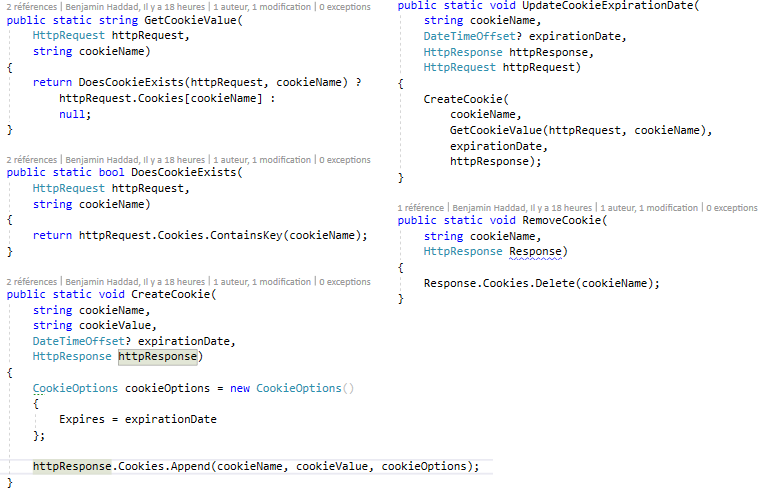 2 références | Benjamin Haddad, Il y a 18 heures | 1 auteur, 1 modification | 0 exceptions
public static string GetCookieValue(
HttpRequest httpRequest,
string cookieName)
{
return DoesCookieExists(httpRequest, cookieName) ?
httpRequest.Cookies[cookieName] :
null;
}
2 références | Benjamin Haddad, Il y a 18 heures | 1 auteur, 1 modification | 0 exceptions
public static bool DoesCookieExists(
HttpRequest httpRequest,
string cookieName)
{
return httpRequest.Cookies.ContainsKey(cookieName);
}
2 références | Benjamin Haddad, Il y a 18 heures | 1 auteur, 1 modification | 0 exceptions
public static void CreateCookie(
string cookieName,
string cookieValue,
DateTimeOffset? expirationDate,
HttpResponse httpResponse)
{
CookieOptions cookieOptions = new CookieOptions()
{
Expires = expirationDate
};
httpResponse.Cookies.Append(cookieName, cookieValue, cookieOptions);
}
public static void UpdateCookieExpirationDate(
string cookieName,
DateTimeOffset? expirationDate,
HttpResponse httpResponse,
HttpRequest httpRequest)
{
CreateCookie(
cookieName,
GetCookieValue(httpRequest, cookieName),
expirationDate,
httpResponse);
}
1 référence | Benjamin Haddad, Il y a 18 heures | 1 auteur, 1 modification | 0 exceptions
public static void RemoveCookie(
string cookieName,
HttpResponse Response)
{
Response.Cookies.Delete(cookieName);
}